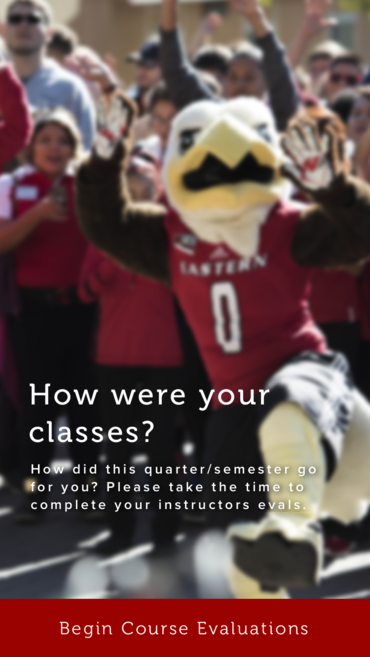 EASTERN
0
How were your
classes?
How did this quarter/semester go
for you? Please take the time to
complete your instructors evals.
Begin Course Evaluations